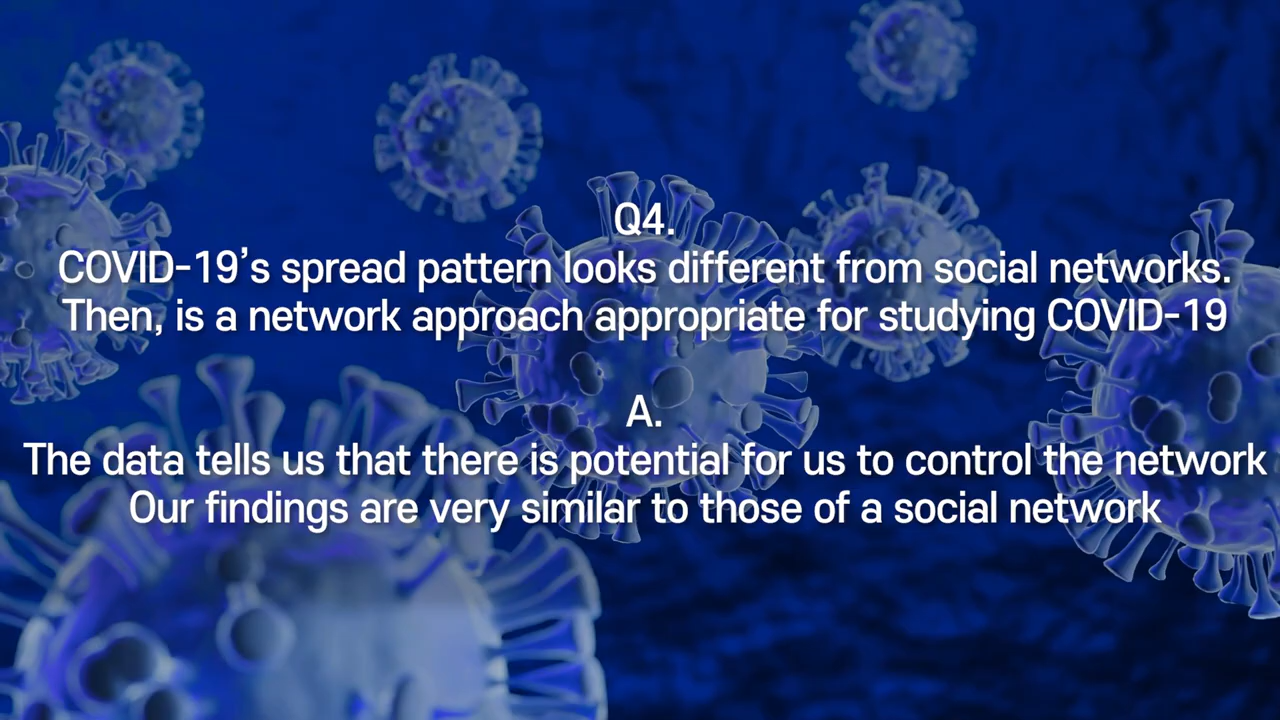 Q4.
COVID-19’s spread pattern looks different from social networks.
Then, is a network approach appropriate for studying COVID-19
A.
The data tells us that there is potential for us to control the network
Our findings are very similar to those of a social network